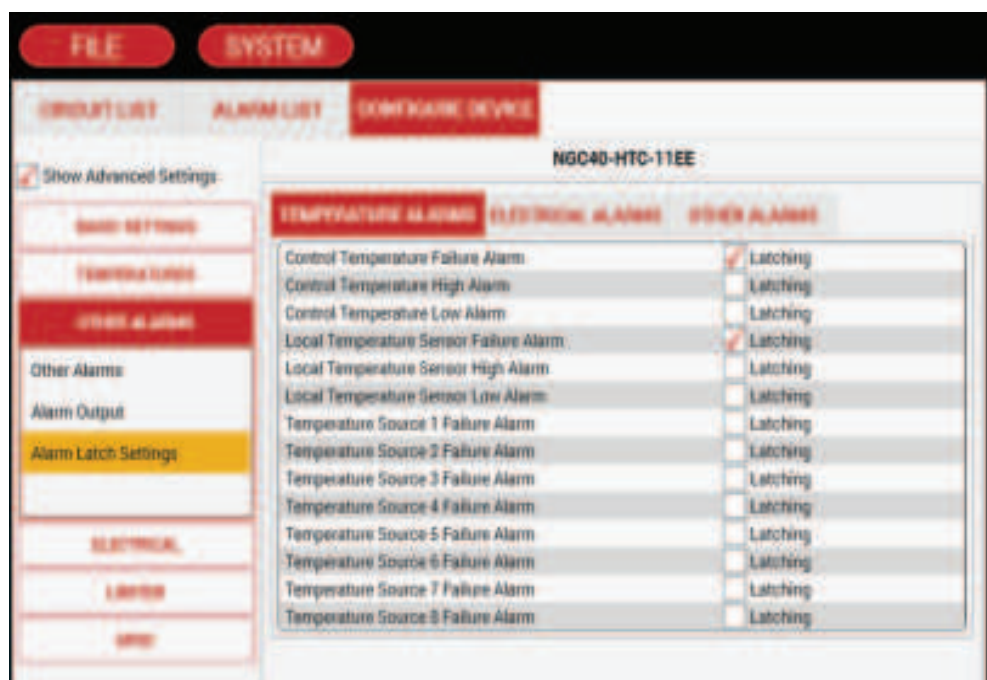 FILE SYSTEM
CIRCUIT LIST ALARM LIST CONFIGURE DEVICE
NGC40-HTC-11EE
Show Advanced Settings
BASIC SETTINGS
TEMPERATURES
OTHER ALARMS
Other Alarms
Alarm Output
Alarm Latch Settings
ELECTRICAL
LIMITER
MISC
TEMPERATURE ALARMS ELECTRICAL ALARMS OTHER ALARMS
Control Temperature Failure Alarm Latching
Control Temperature High Alarm Latching
Control Temperature Low Alarm Latching
Local Temperature Sensor Failure Alarm Latching
Local Temperature Sensor High Alarm Latching
Local Temperature Sensor Low Alarm Latching
Temperature Source 1 Failure Alarm Latching
Temperature Source 2 Failure Alarm Latching
Temperature Source 3 Failure Alarm Latching
Temperature Source 4 Failure Alarm Latching
Temperature Source 5 Failure Alarm Latching
Temperature Source 6 Failure Alarm Latching
Temperature Source 7 Failure Alarm Latching
Temperature Source 8 Failure Alarm Latching